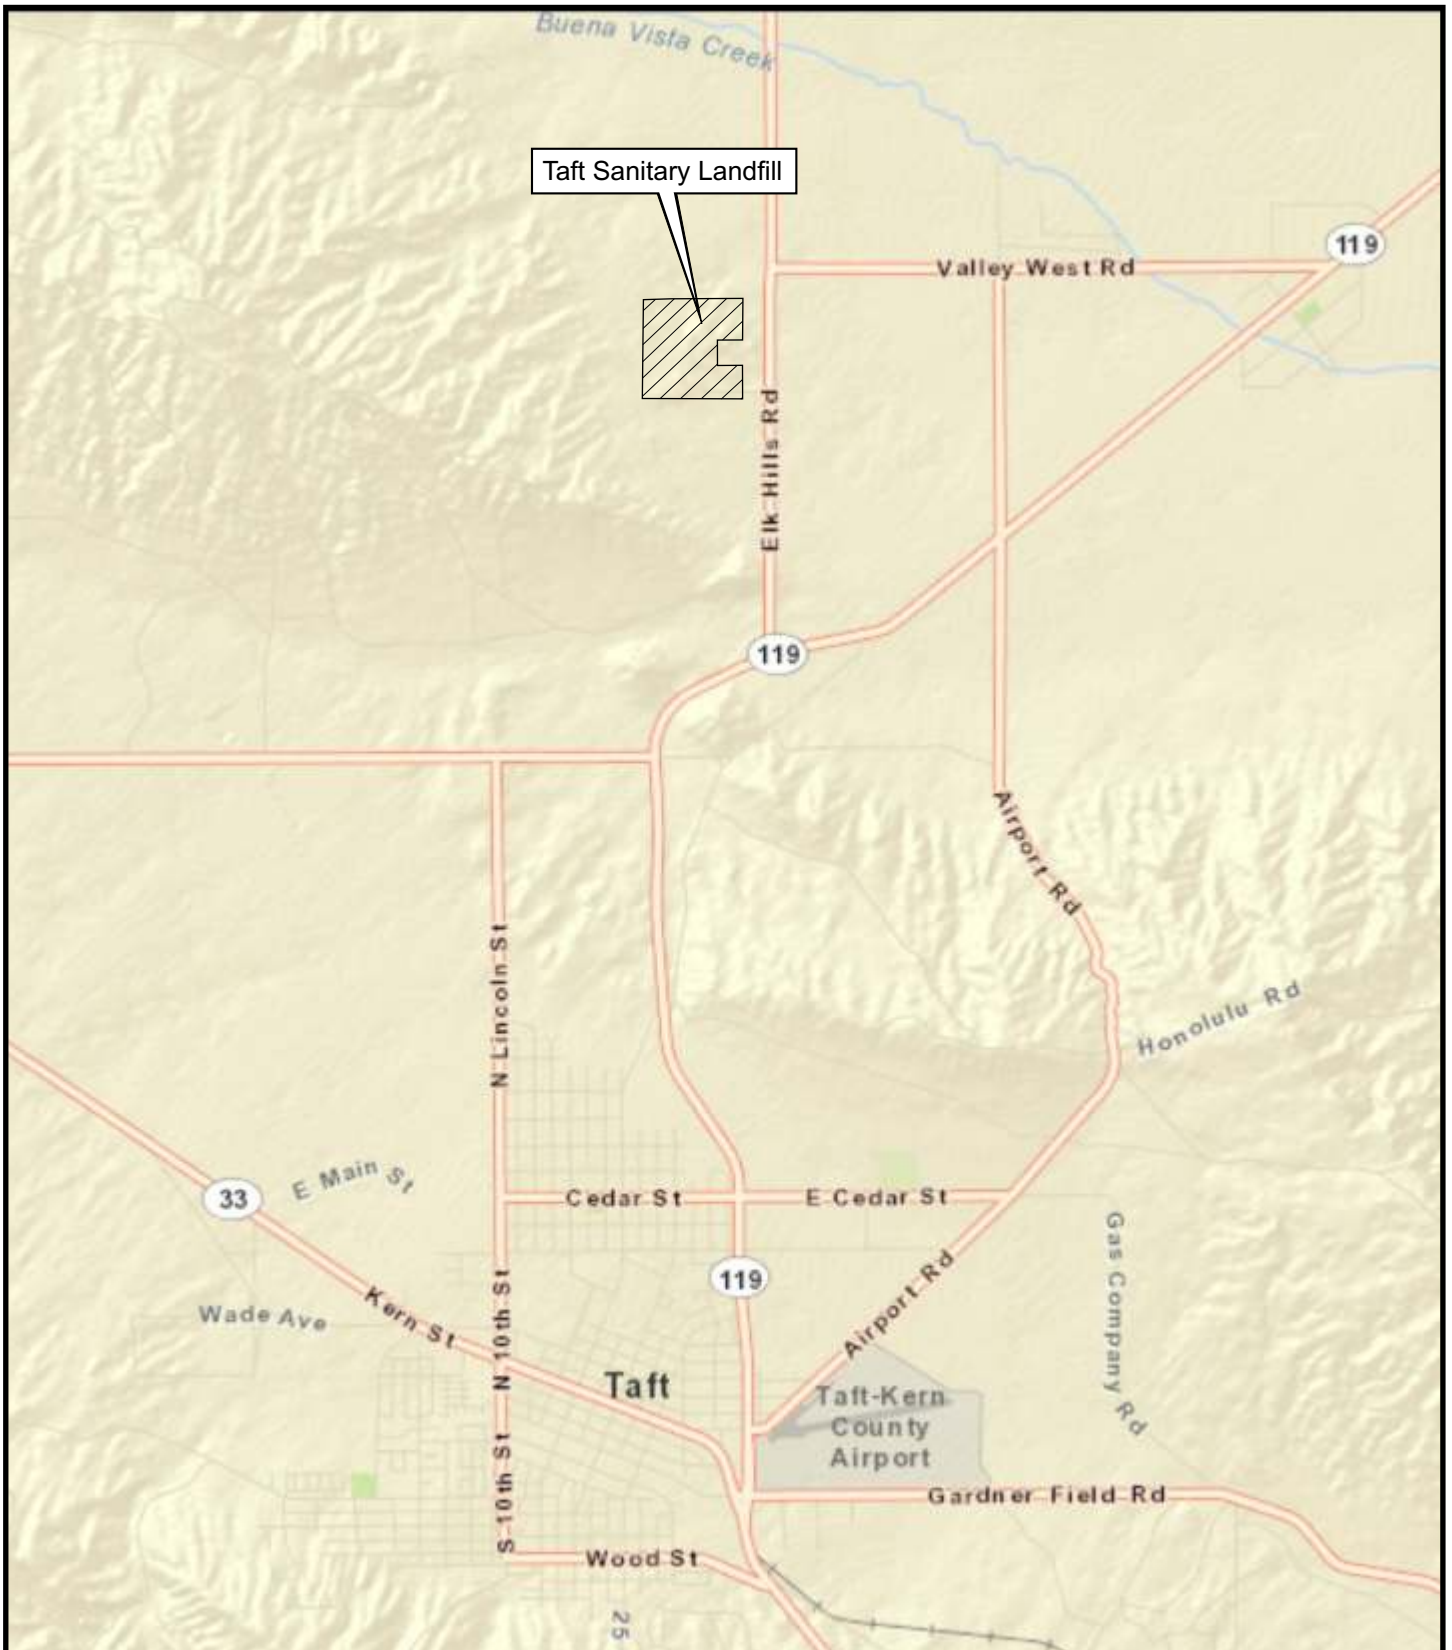 Buena Vista Creek
Taft Sanitary Landfill
119
Valley West Rd
Elk Hills Rd
119
Airport Rd
N Lincoln St
Honolulu Rd
E Main St
33
Cedar St
E Cedar St
Gas Company Rd
119
Airport Rd
Wade Ave
Kern St
N 10th St
Taft
Taft-Kern
County
Airport
S 10th St
Gardner Field Rd
Wood St
25